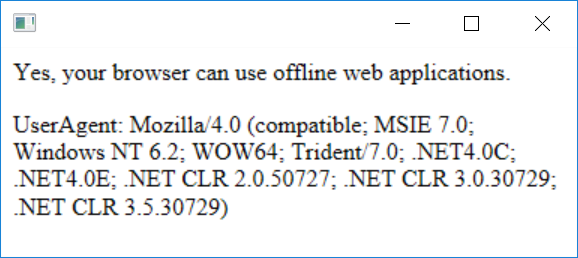 Yes, your browser can use offline web applications.
UserAgent: Mozilla/4.0 (compatible; MSIE 7.0;
Windows NT 6.2; WOW64; Trident/7.0; .NET4.0C;
.NET4.0E; .NET CLR 2.0.50727; .NET CLR 3.0.30729;
.NET CLR 3.5.30729)